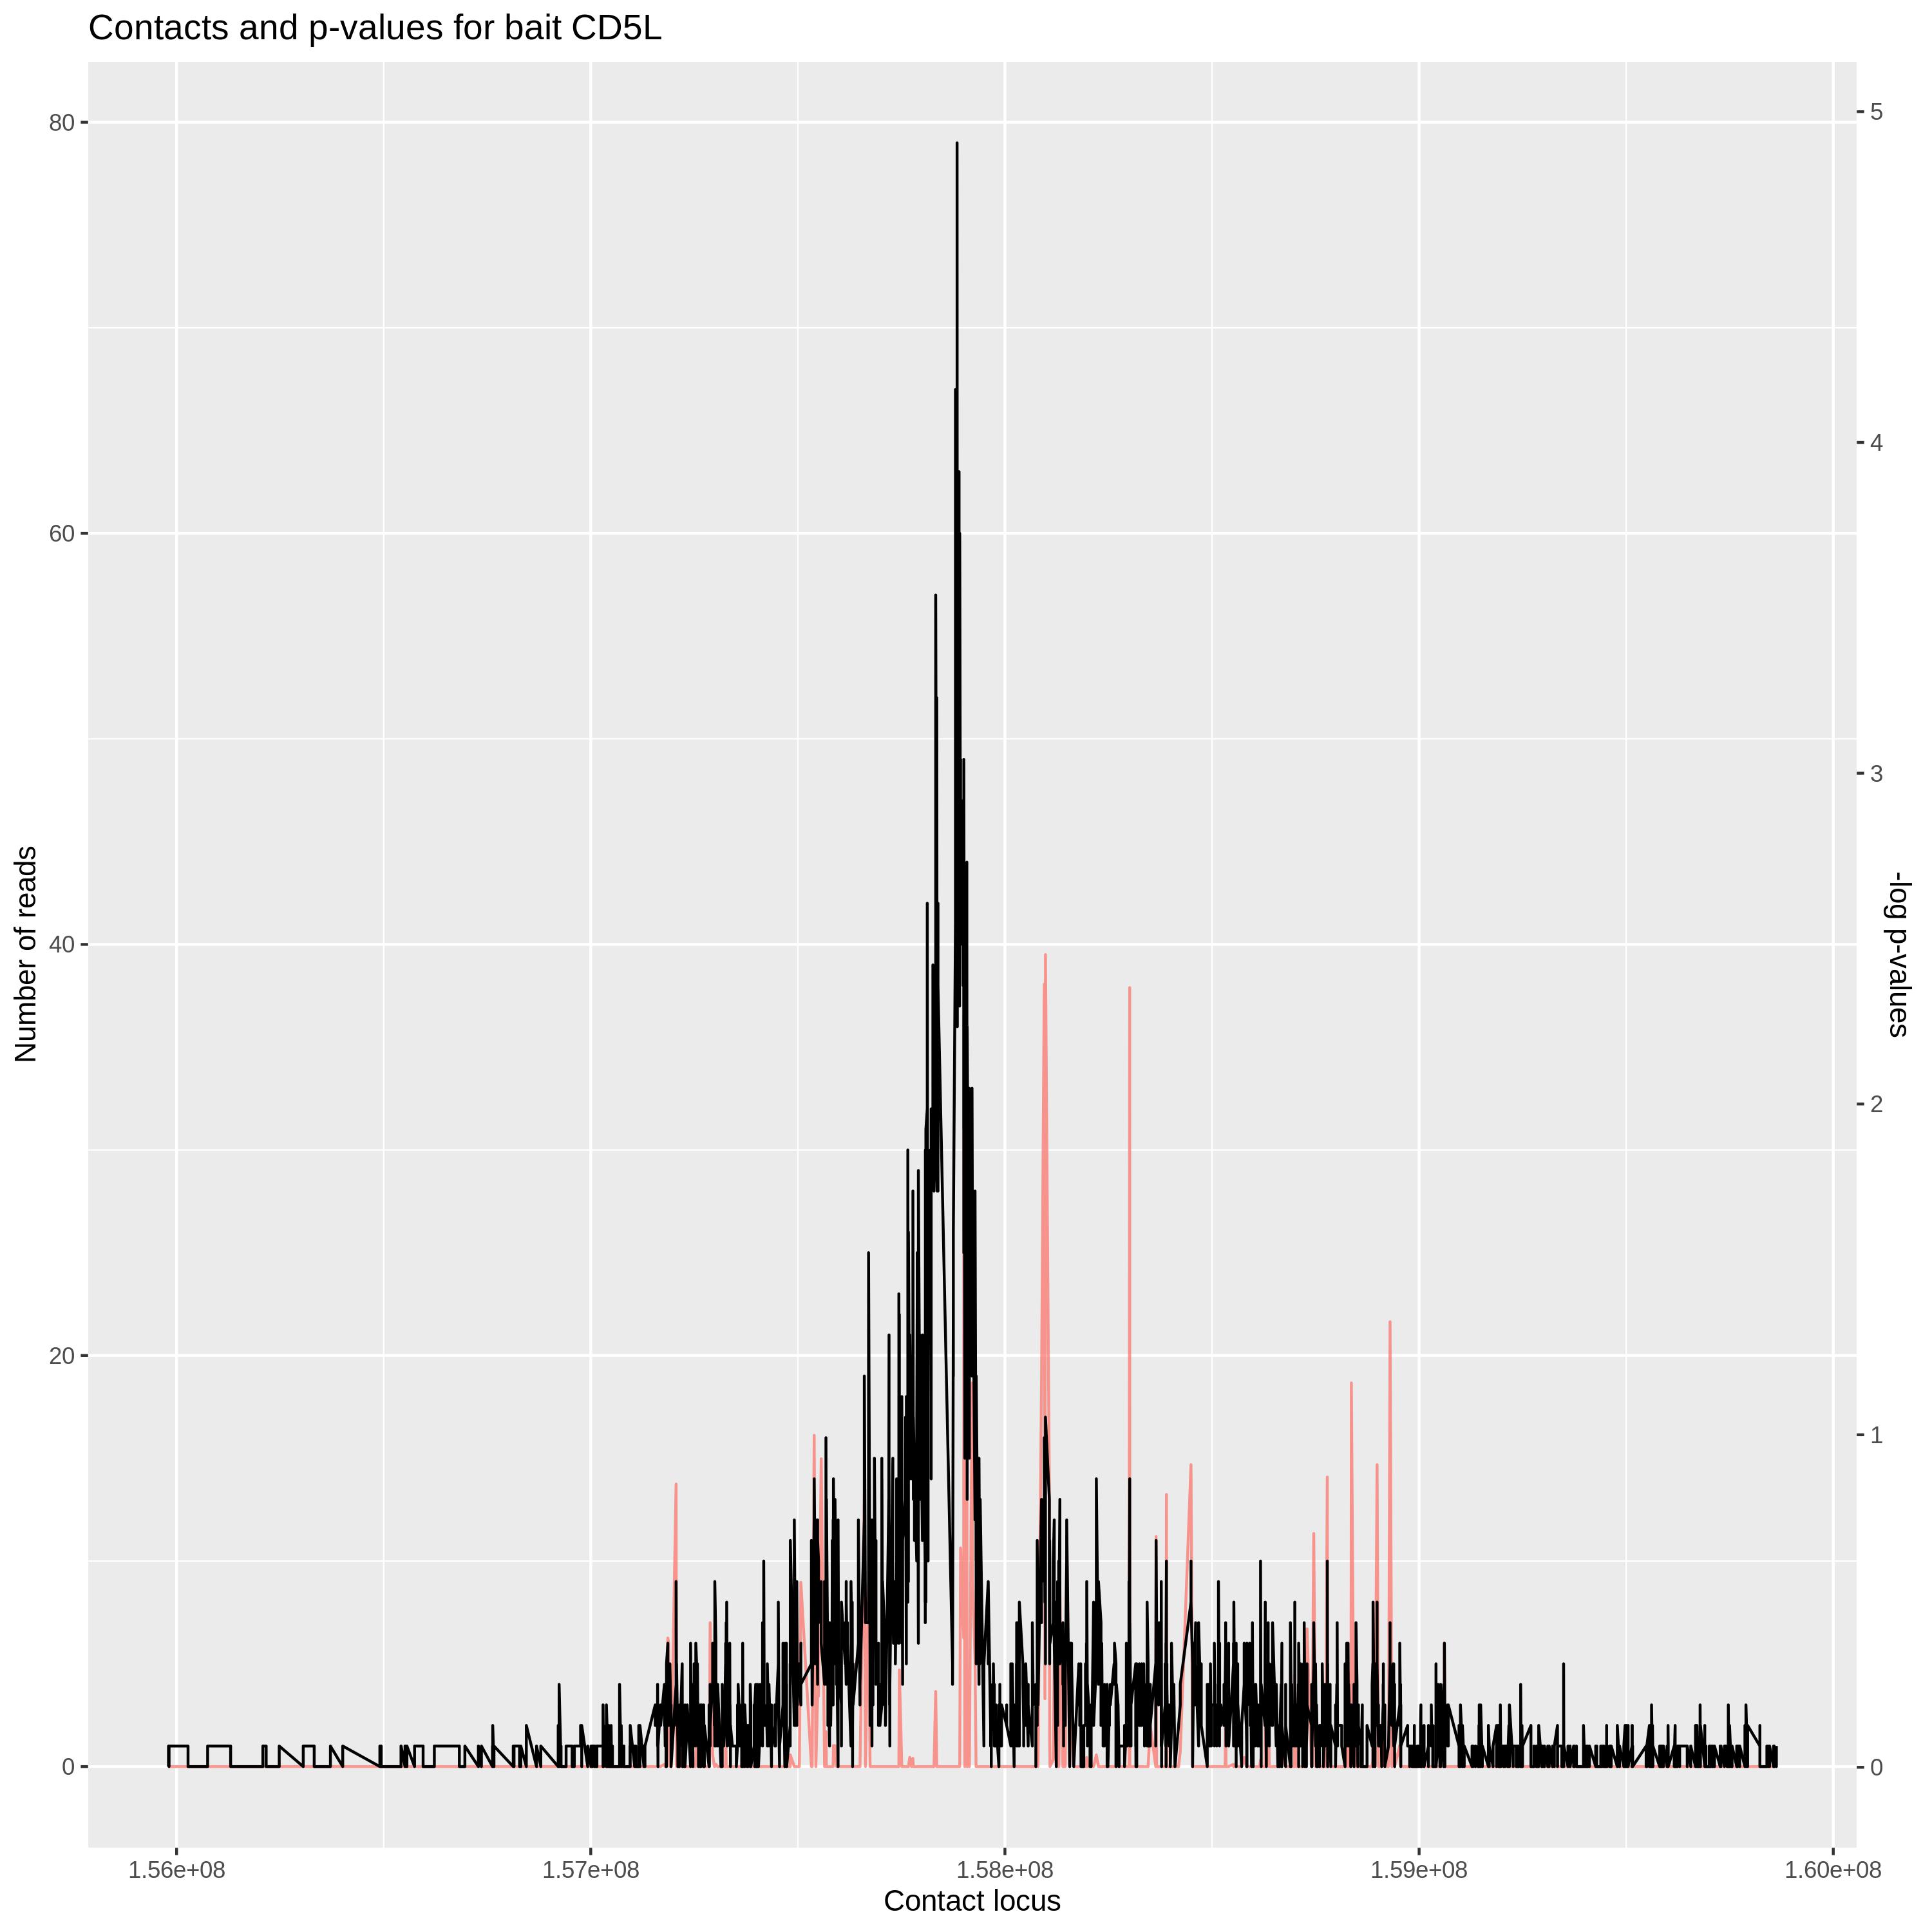 Contacts and p-values for bait CD5L
80
60
40
20
0
Number of reads
5
4
3
2
1
0
-log p-values
1.56e+08
1.57e+08
1.58e+08
1.59e+08
1.60e+08
Contact locus